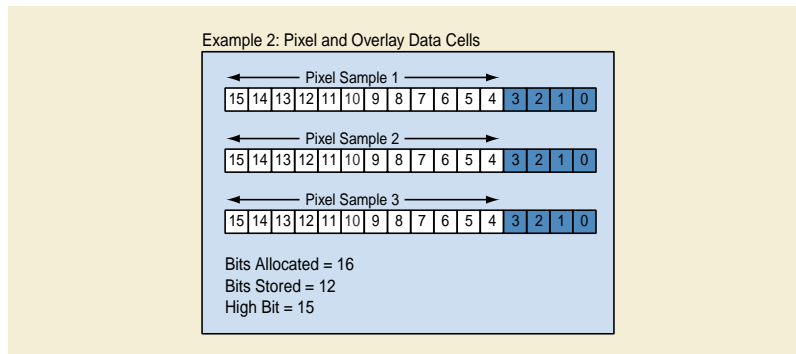 Example 2: Pixel and Overlay Data Cells
Pixel Sample 1
15 14 13 12 11 10 9 8 7 6 5 4 3 2 1 0
Pixel Sample 2
15 14 13 12 11 10 9 8 7 6 5 4 3 2 1 0
Pixel Sample 3
15 14 13 12 11 10 9 8 7 6 5 4 3 2 1 0
Bits Allocated = 16
Bits Stored = 12
High Bit = 15